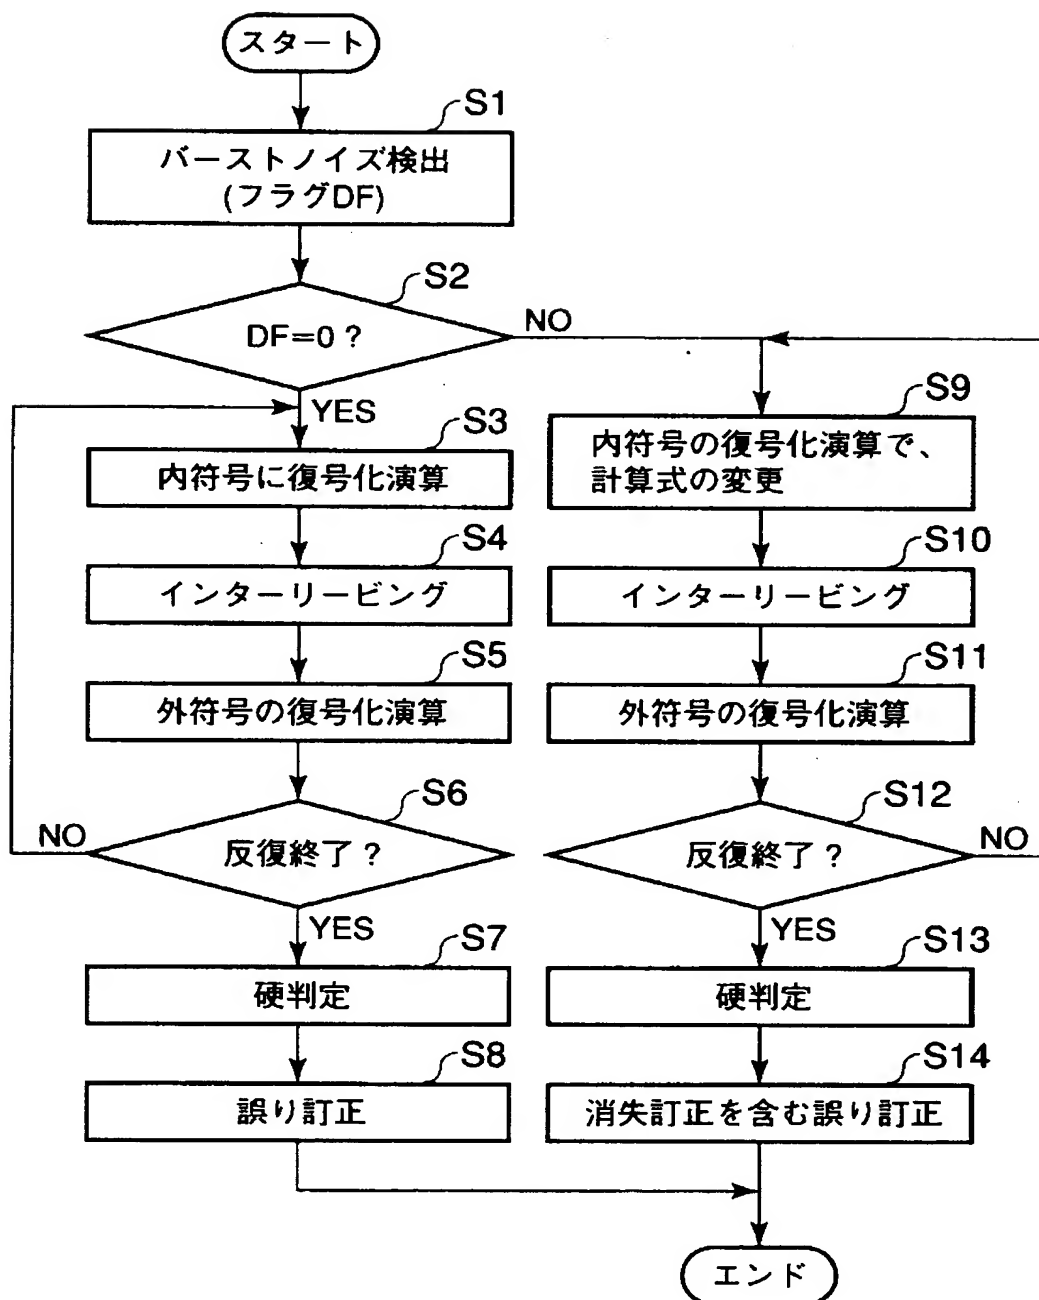 スタート
S1
バーストノイズ検出
(フラグDF)
S2
DF=0 ?
NO
YES
S3
内符号に復号化演算
S4
インターリービング
S5
外符号の復号化演算
S6
反復終了 ?
NO
YES
S7
硬判定
S8
誤り訂正
S9
内符号の復号化演算で、
計算式の変更
S10
インターリービング
S11
外符号の復号化演算
S12
反復終了 ?
NO
YES
S13
硬判定
S14
消失訂正を含む誤り訂正
エンド